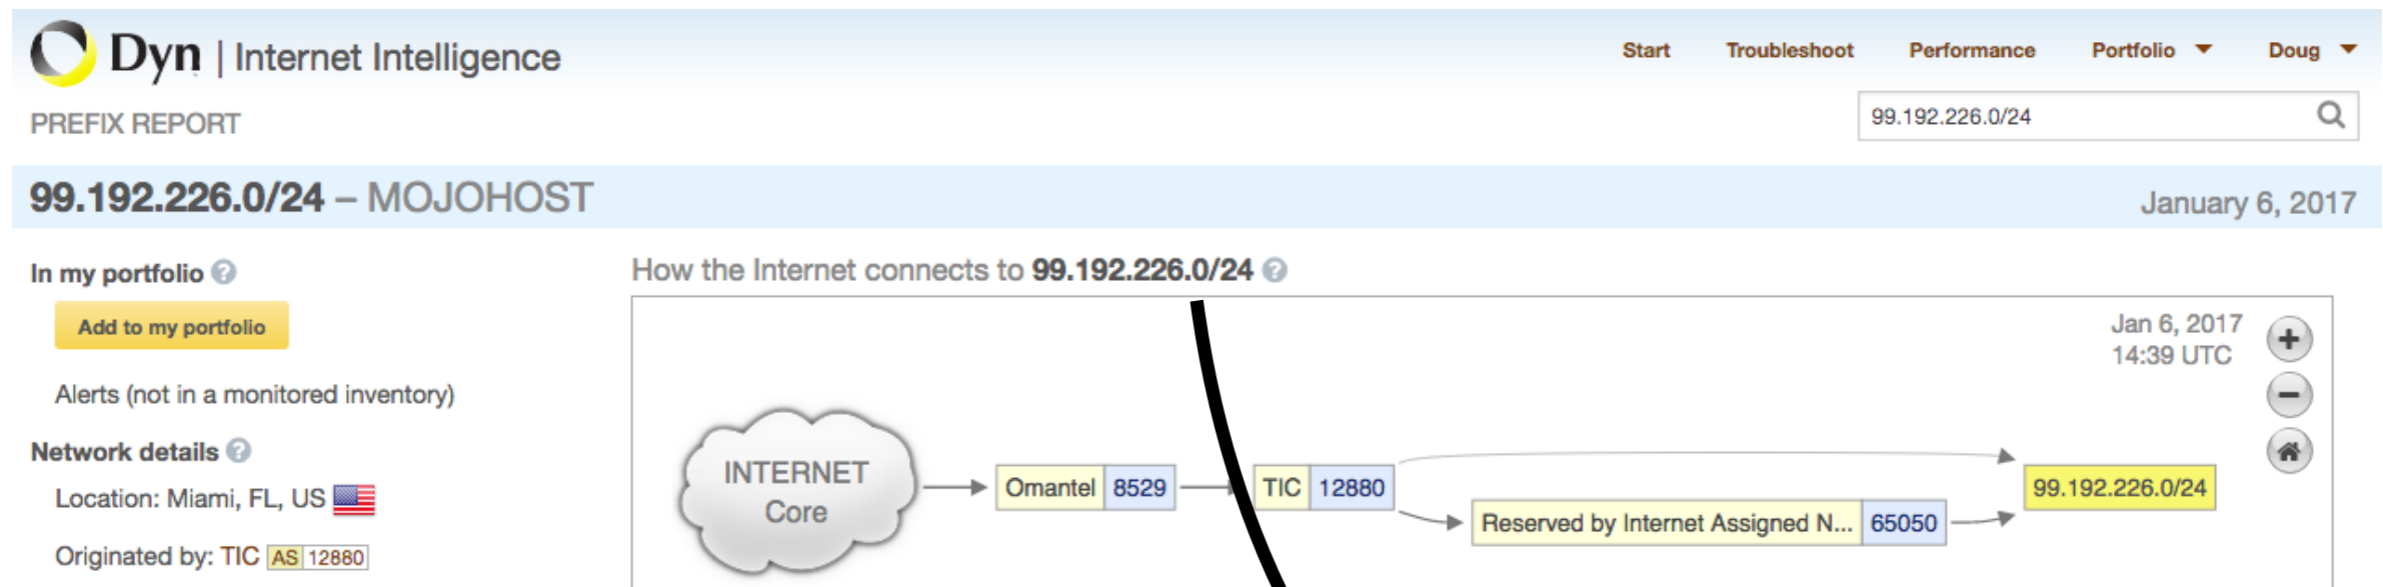 Dyn | Internet Intelligence
Start Troubleshoot Performance Portfolio Doug
PREFIX REPORT
99.192.226.0/24
99.192.226.0/24 – MOJOHOST
January 6, 2017
In my portfolio ?
Add to my portfolio
Alerts (not in a monitored inventory)
Network details ?
Location: Miami, FL, US
Originated by: TIC AS 12880
How the Internet connects to 99.192.226.0/24 ?
Jan 6, 2017
14:39 UTC
INTERNET
Core
Omantel 8529
TIC 12880
Reserved by Internet Assigned N... 65050
99.192.226.0/24